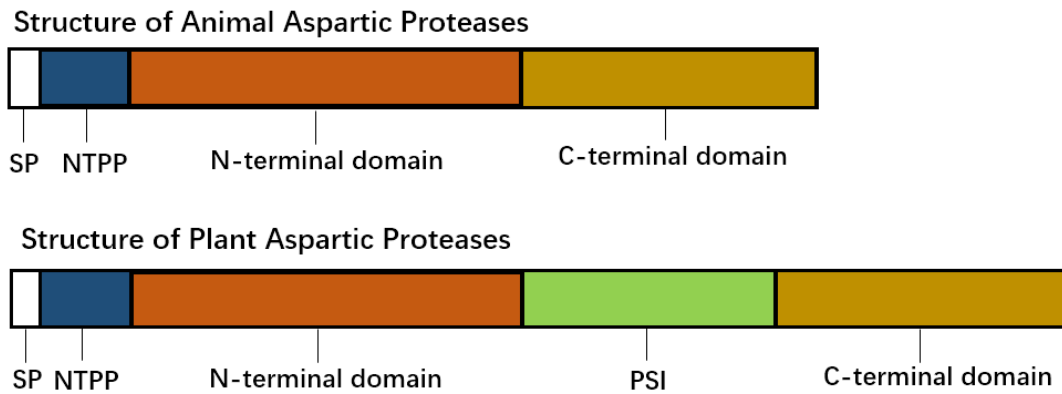 Structure of Animal Aspartic Proteases
SP NTPP N-terminal domain C-terminal domain
Structure of Plant Aspartic Proteases
SP NTPP N-terminal domain PSI C-terminal domain